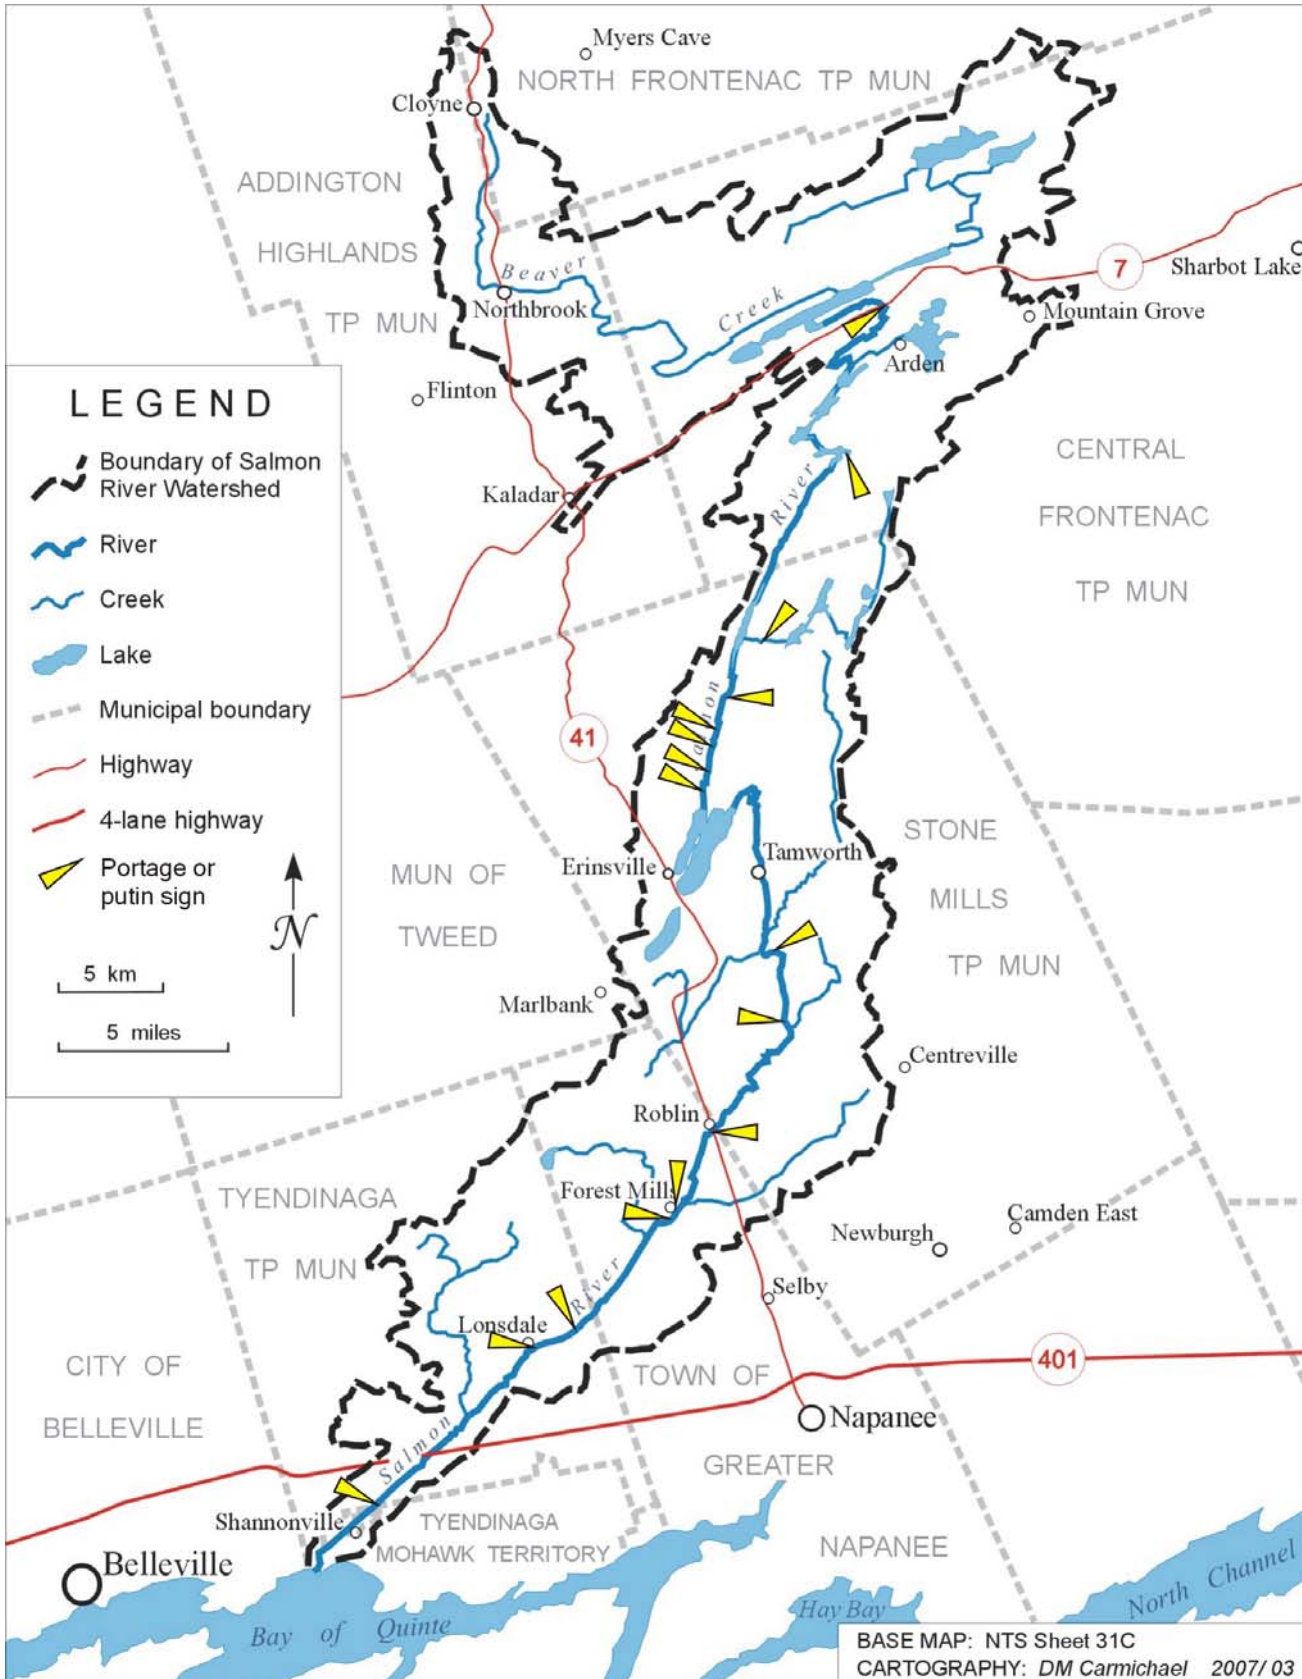 Myers Cave
NORTH FRONTENAC TP MUN
Cloyne
ADDINGTON
HIGHLANDS
TP MUN
Beaver
Creek
7
Sharbot Lake
Northbrook
Mountain Grove
Arden
Flinton
LEGEND
Boundary of Salmon
River Watershed
River
Creek
Lake
Municipal boundary
Highway
4-lane highway
Portage or
putin sign
N
5 km
5 miles
Kaladar
River
CENTRAL
FRONTENAC
TP MUN
41
Erinsville
Tamworth
STONE
MILLS
TP MUN
MUN OF
TWEED
Marlbank
Centreville
Roblin
Forest Mills
TYENDINAGA
TP MUN
Newburgh
Camden East
Selby
River
Lonsdale
CITY OF
BELLEVILLE
TOWN OF
401
Napanee
Salmon
GREATER
Shannonville
TYENDINAGA
MOHAWK TERRITORY
NAPANEE
Belleville
Bay of Quinte
Hay Bay
North Channel
BASE MAP: NTS Sheet 31C
CARTOGRAPHY: DM Carmichael 2007/03